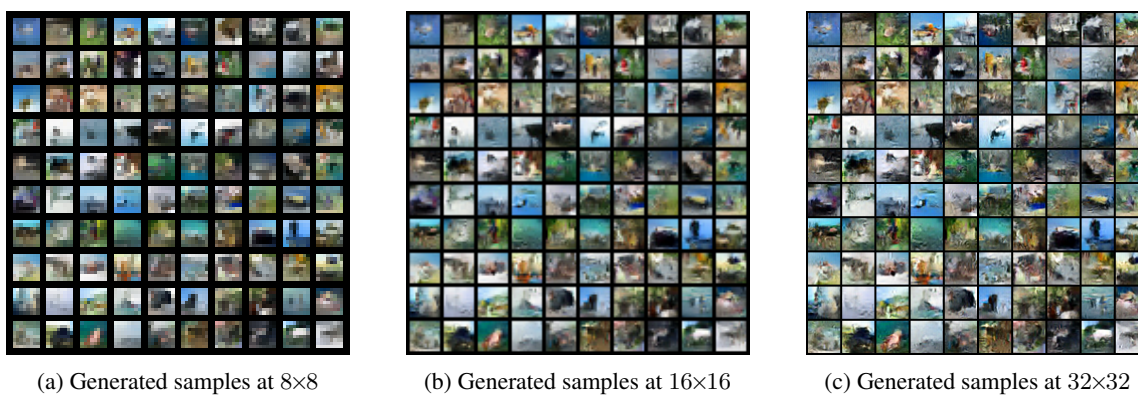 (a) Generated samples at 8×8
(b) Generated samples at 16×16
(c) Generated samples at 32×32